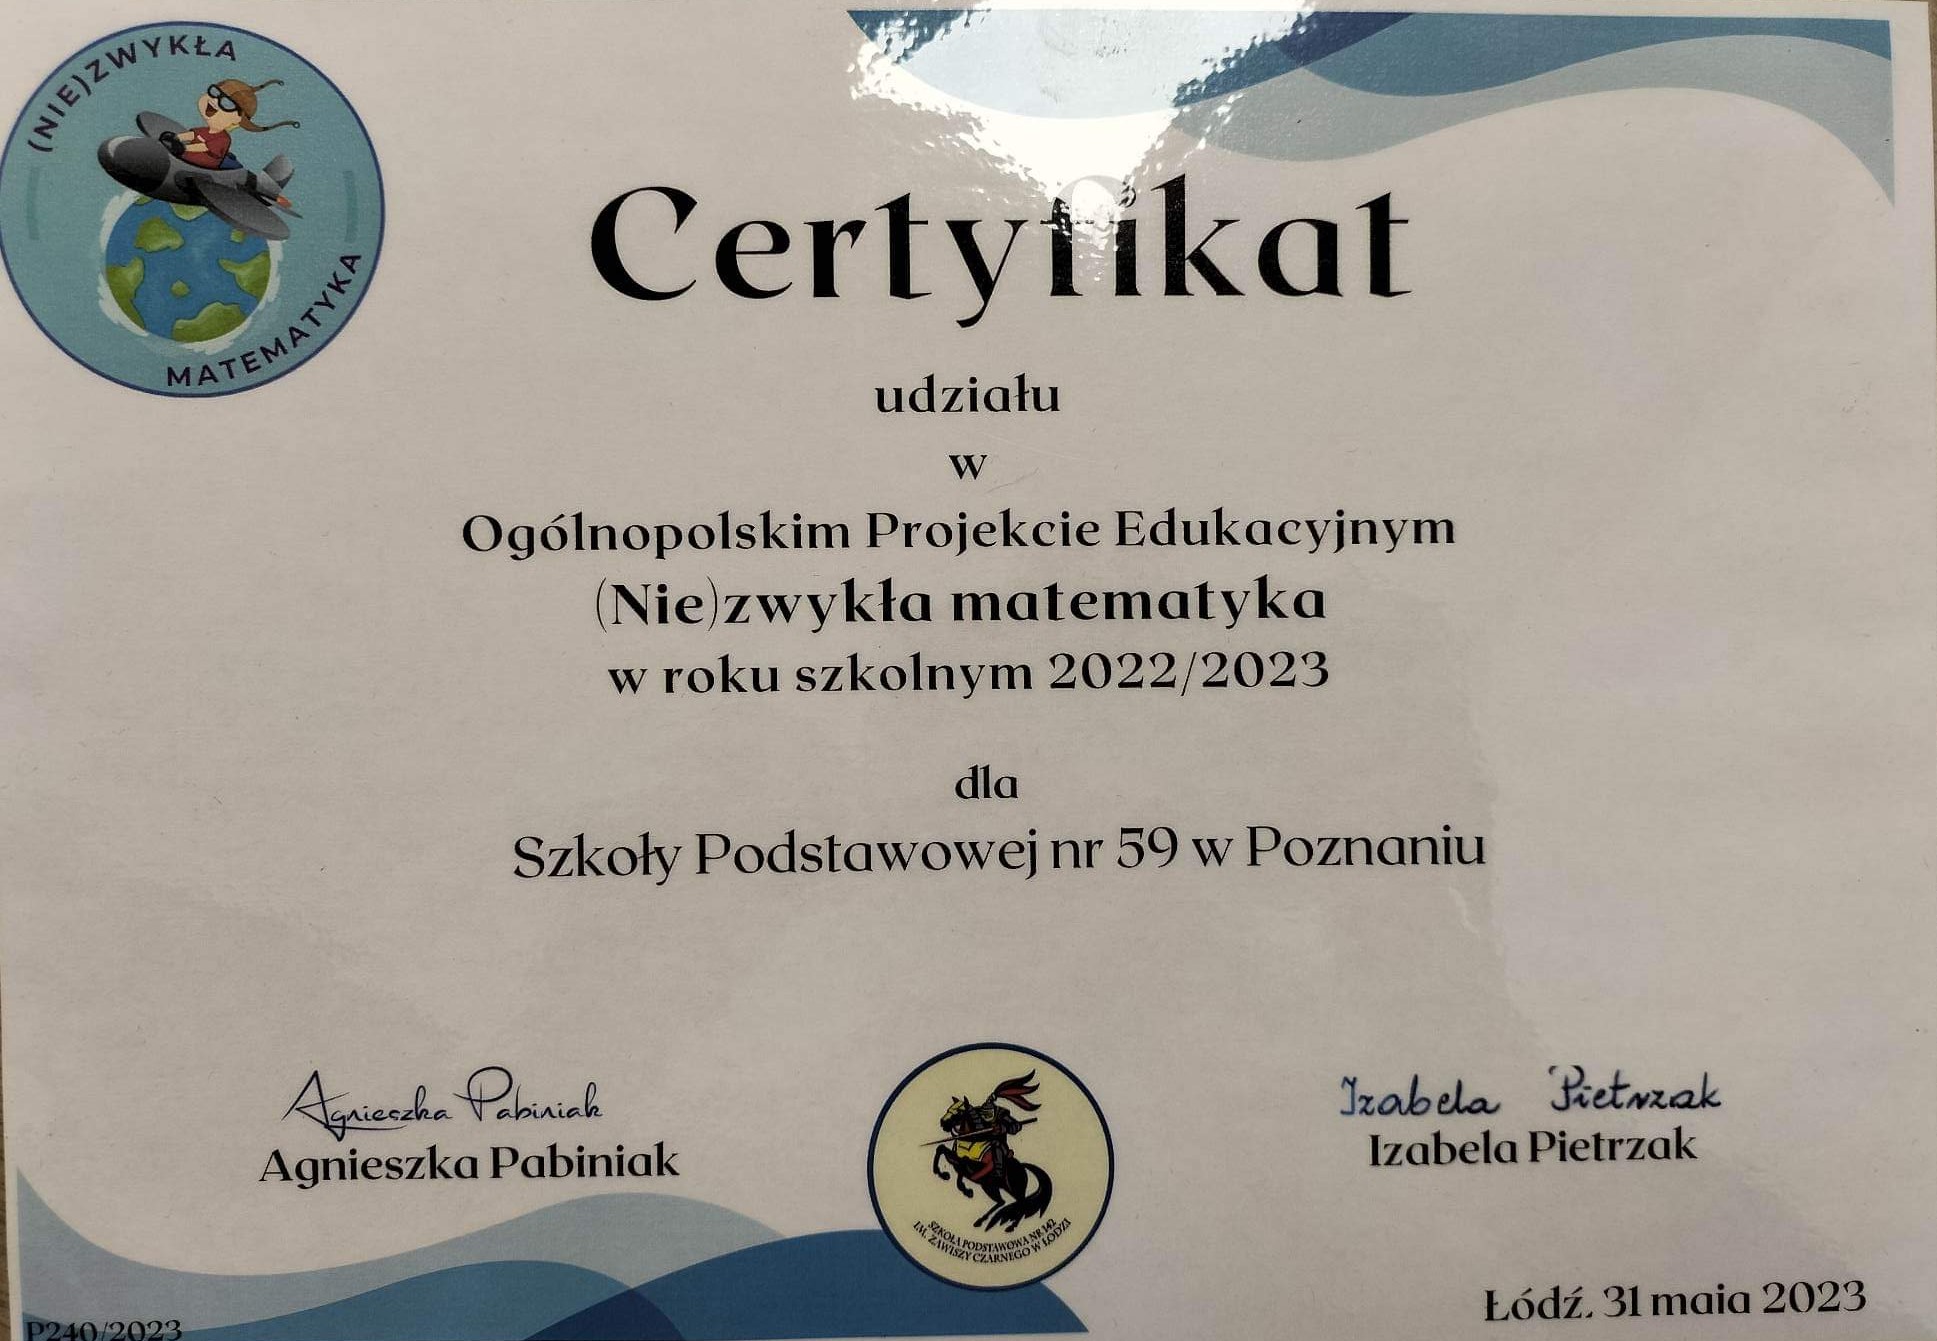 (NIE)ZWYKŁA
MATEMATYKA
Certyfikat
udziału
w
Ogólnopolskim Projekcie Edukacyjnym
(Nie)zwykła matematyka
w roku szkolnym 2022/2023
dla
Szkoły Podstawowej nr 59 w Poznaniu
Agnieszka Pabiniak
Agnieszka Pabiniak
Izabela Pietrzak
Izabela Pietrzak
SZKOŁA PODSTAWOWA NR 142
IM. ZAWISZY CZARNEGO W ŁODZI
Łódź, 31 maia 2023
P240/2023